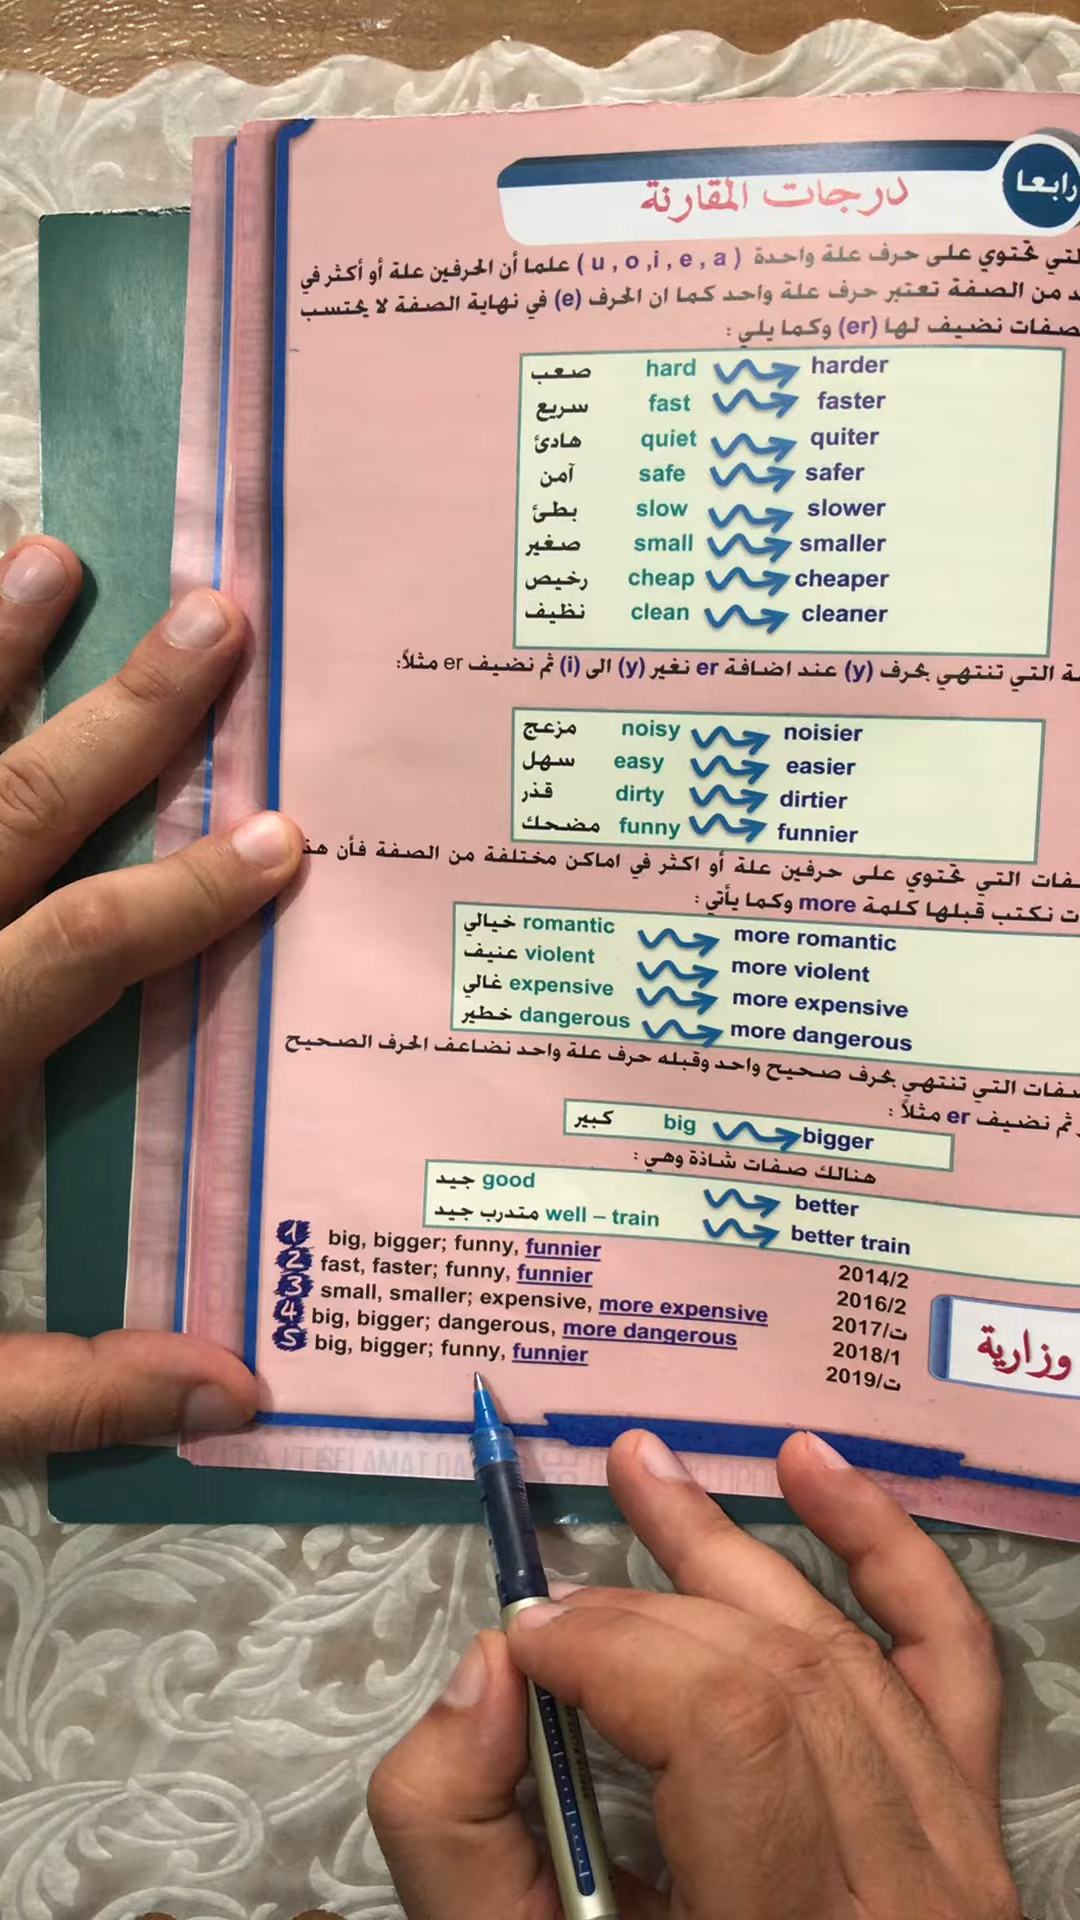 رابعا
درجات المقارنة
تحتوي على حرف علة واحدة (u , o ,i , e , a) علما أن الحرفين علة أو أكثر في
من الصفة تعتبر حرف علة واحد كما ان الحرف (e) في نهاية الصفة لا يحتسب
نضيف لها (er) وكما يلي :
صعب hard harder
سريع fast faster
هادئ quiet quiter
آمن safe safer
بطئ slow slower
صغير small smaller
رخيص cheap cheaper
نظيف clean cleaner
التي تنتهي بحرف (y) عند اضافة er نغير (y) الى (i) ثم نضيف er مثلاً:
مزعج noisy noisier
سهل easy easier
قذر dirty dirtier
مضحك funny funnier
التي تحتوي على حرفين علة أو اكثر في اماكن مختلفة من الصفة فأن
نكتب قبلها كلمة more وكما يأتي :
خيالي romantic more romantic
عنيف violent more violent
غالي expensive more expensive
خطير dangerous more dangerous
التي تنتهي بحرف صحيح واحد وقبله حرف علة واحد نضاعف الحرف الصحيح
ثم نضيف er مثلاً :
كبير big bigger
هنالك صفات شاذة وهي :
جيد good better
متدرب جيد well – train better train
1 big, bigger; funny, funnier 2014/2
2 fast, faster; funny, funnier 2016/2
3 small, smaller; expensive, more expensive 2017/ت
4 big, bigger; dangerous, more dangerous 2018/1
5 big, bigger; funny, funnier 2019/ت
وزارية